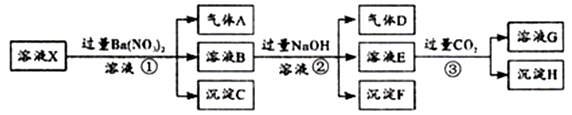 溶液X
过量Ba(NO₃)₂
溶液 ①
气体A
溶液B
沉淀C
过量NaOH
溶液 ②
气体D
溶液E
沉淀F
过量CO₂
③
溶液G
沉淀H